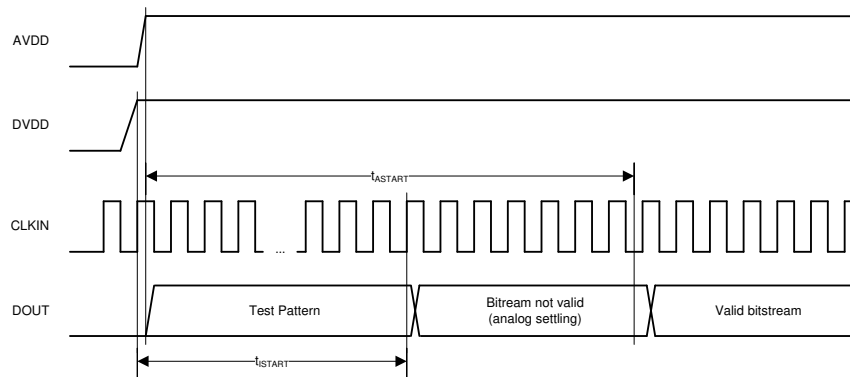 AVDD
DVDD
tASTART
CLKIN
...
DOUT
Test Pattern
Bitream not valid
(analog settling)
Valid bitstream
tISTART